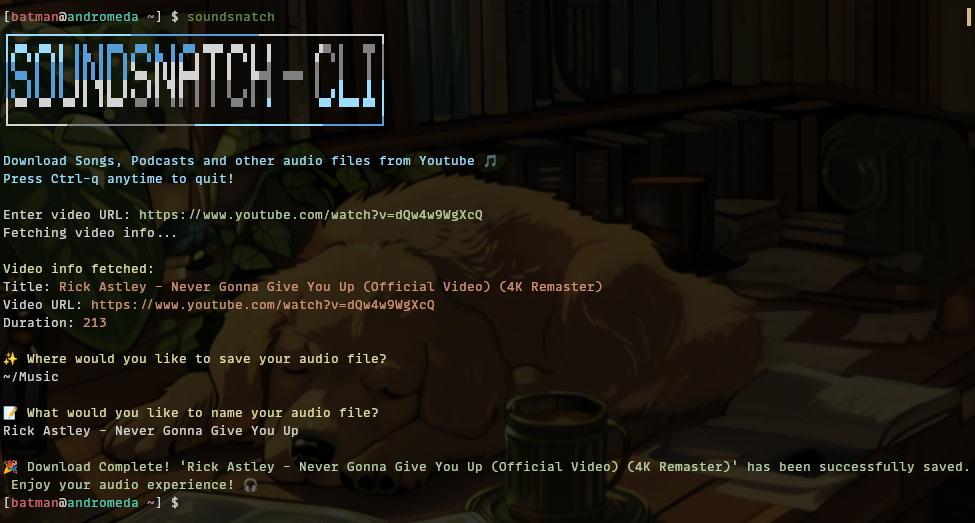 [batman@andromeda ~] $ soundsnatch
SOUNDSNATCH-CLI
Download Songs, Podcasts and other audio files from Youtube 🎵
Press Ctrl-q anytime to quit!
Enter video URL: https://www.youtube.com/watch?v=dQw4w9WgXcQ
Fetching video info...
Video info fetched:
Title: Rick Astley - Never Gonna Give You Up (Official Video) (4K Remaster)
Video URL: https://www.youtube.com/watch?v=dQw4w9WgXcQ
Duration: 213
✨ Where would you like to save your audio file?
~/Music
📝 What would you like to name your audio file?
Rick Astley - Never Gonna Give You Up
🎉 Download Complete! 'Rick Astley - Never Gonna Give You Up (Official Video) (4K Remaster)' has been successfully saved.
Enjoy your audio experience! 🎧
[batman@andromeda ~] $